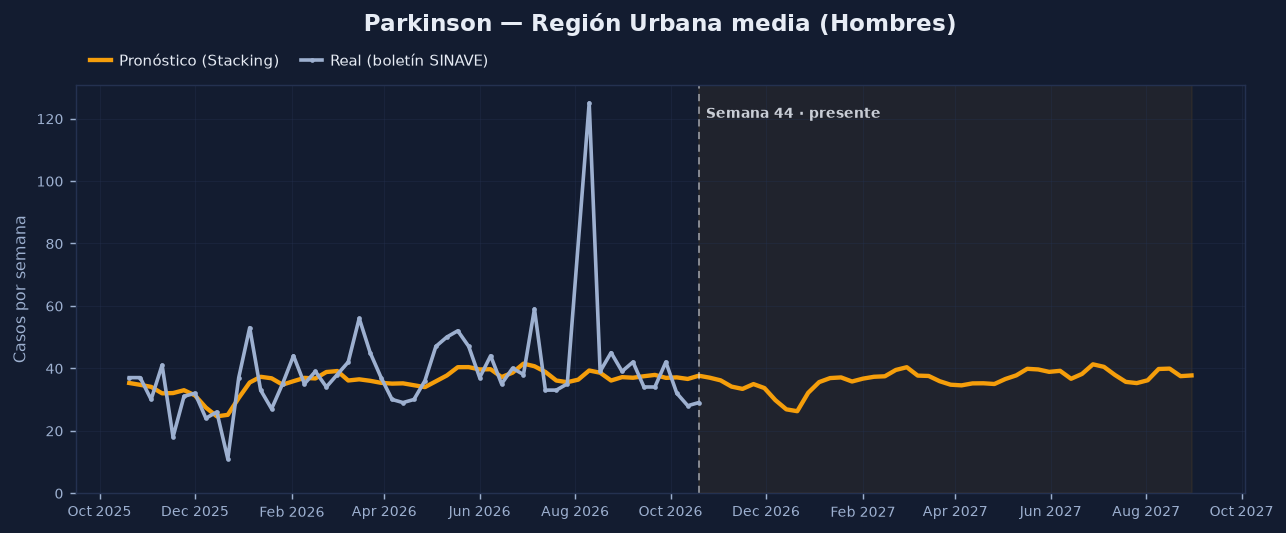 Parkinson — Región Urbana media (Hombres)
Pronóstico (Stacking)
Real (boletín SINAVE)
Semana 44 · presente
Casos por semana
120
100
80
60
40
20
0
Oct 2025
Dec 2025
Feb 2026
Apr 2026
Jun 2026
Aug 2026
Oct 2026
Dec 2026
Feb 2027
Apr 2027
Jun 2027
Aug 2027
Oct 2027